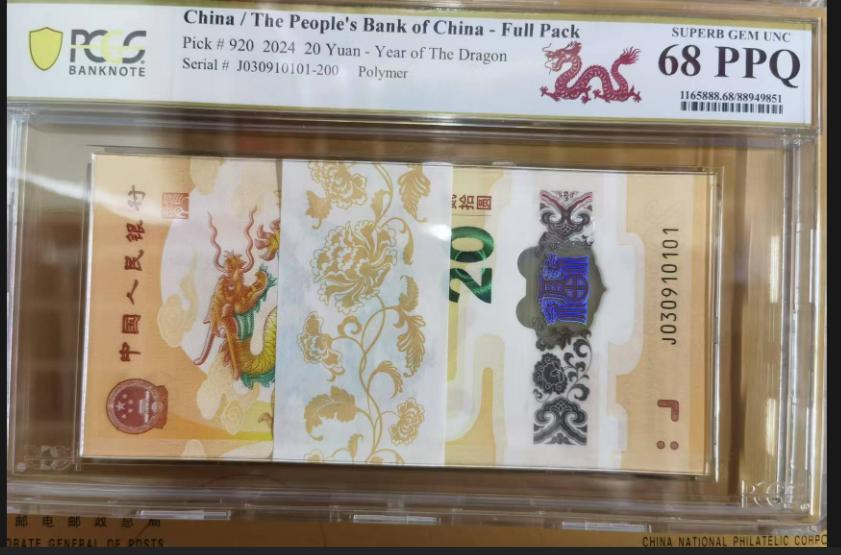 PCGS
BANKNOTE
China / The People's Bank of China - Full Pack
Pick # 920 2024 20 Yuan - Year of The Dragon
Serial # J030910101-200 Polymer
SUPERB GEM UNC
68 PPQ
1165888.68/88949851
中国人民银行
贰拾圆
20
J030910101
J
PCGS
邮电邮政总局
ORATE GENERAL OF POSTS
CHINA NATIONAL PHILATELIC CORPO